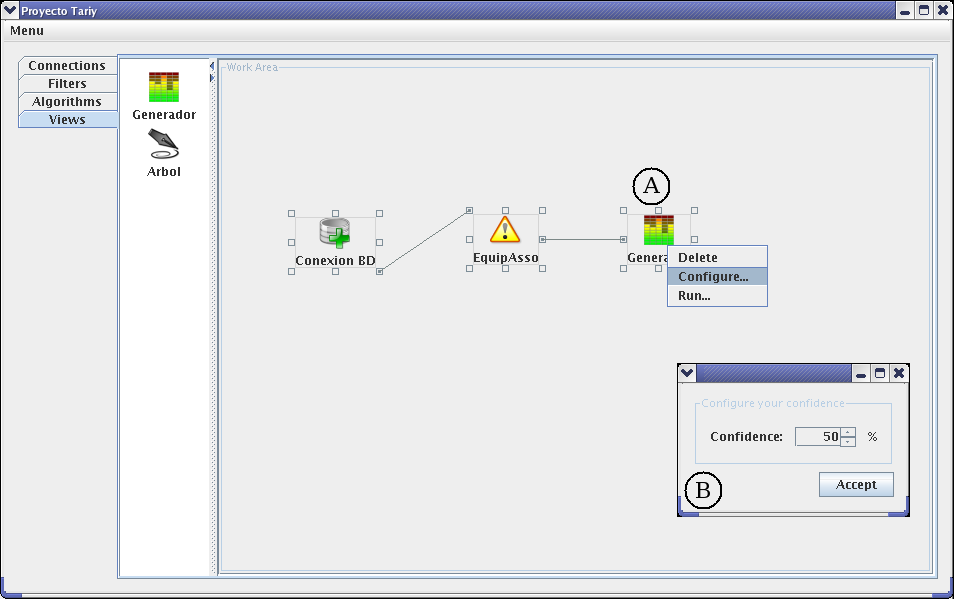 Proyecto Tariy
Menu
Connections
Filters
Algorithms
Views
Generador
Arbol
Work Area
Conexion BD
EquipAsso
A
Genera
Delete
Configure...
Run...
Configure your confidence
Confidence: 50 %
Accept
B